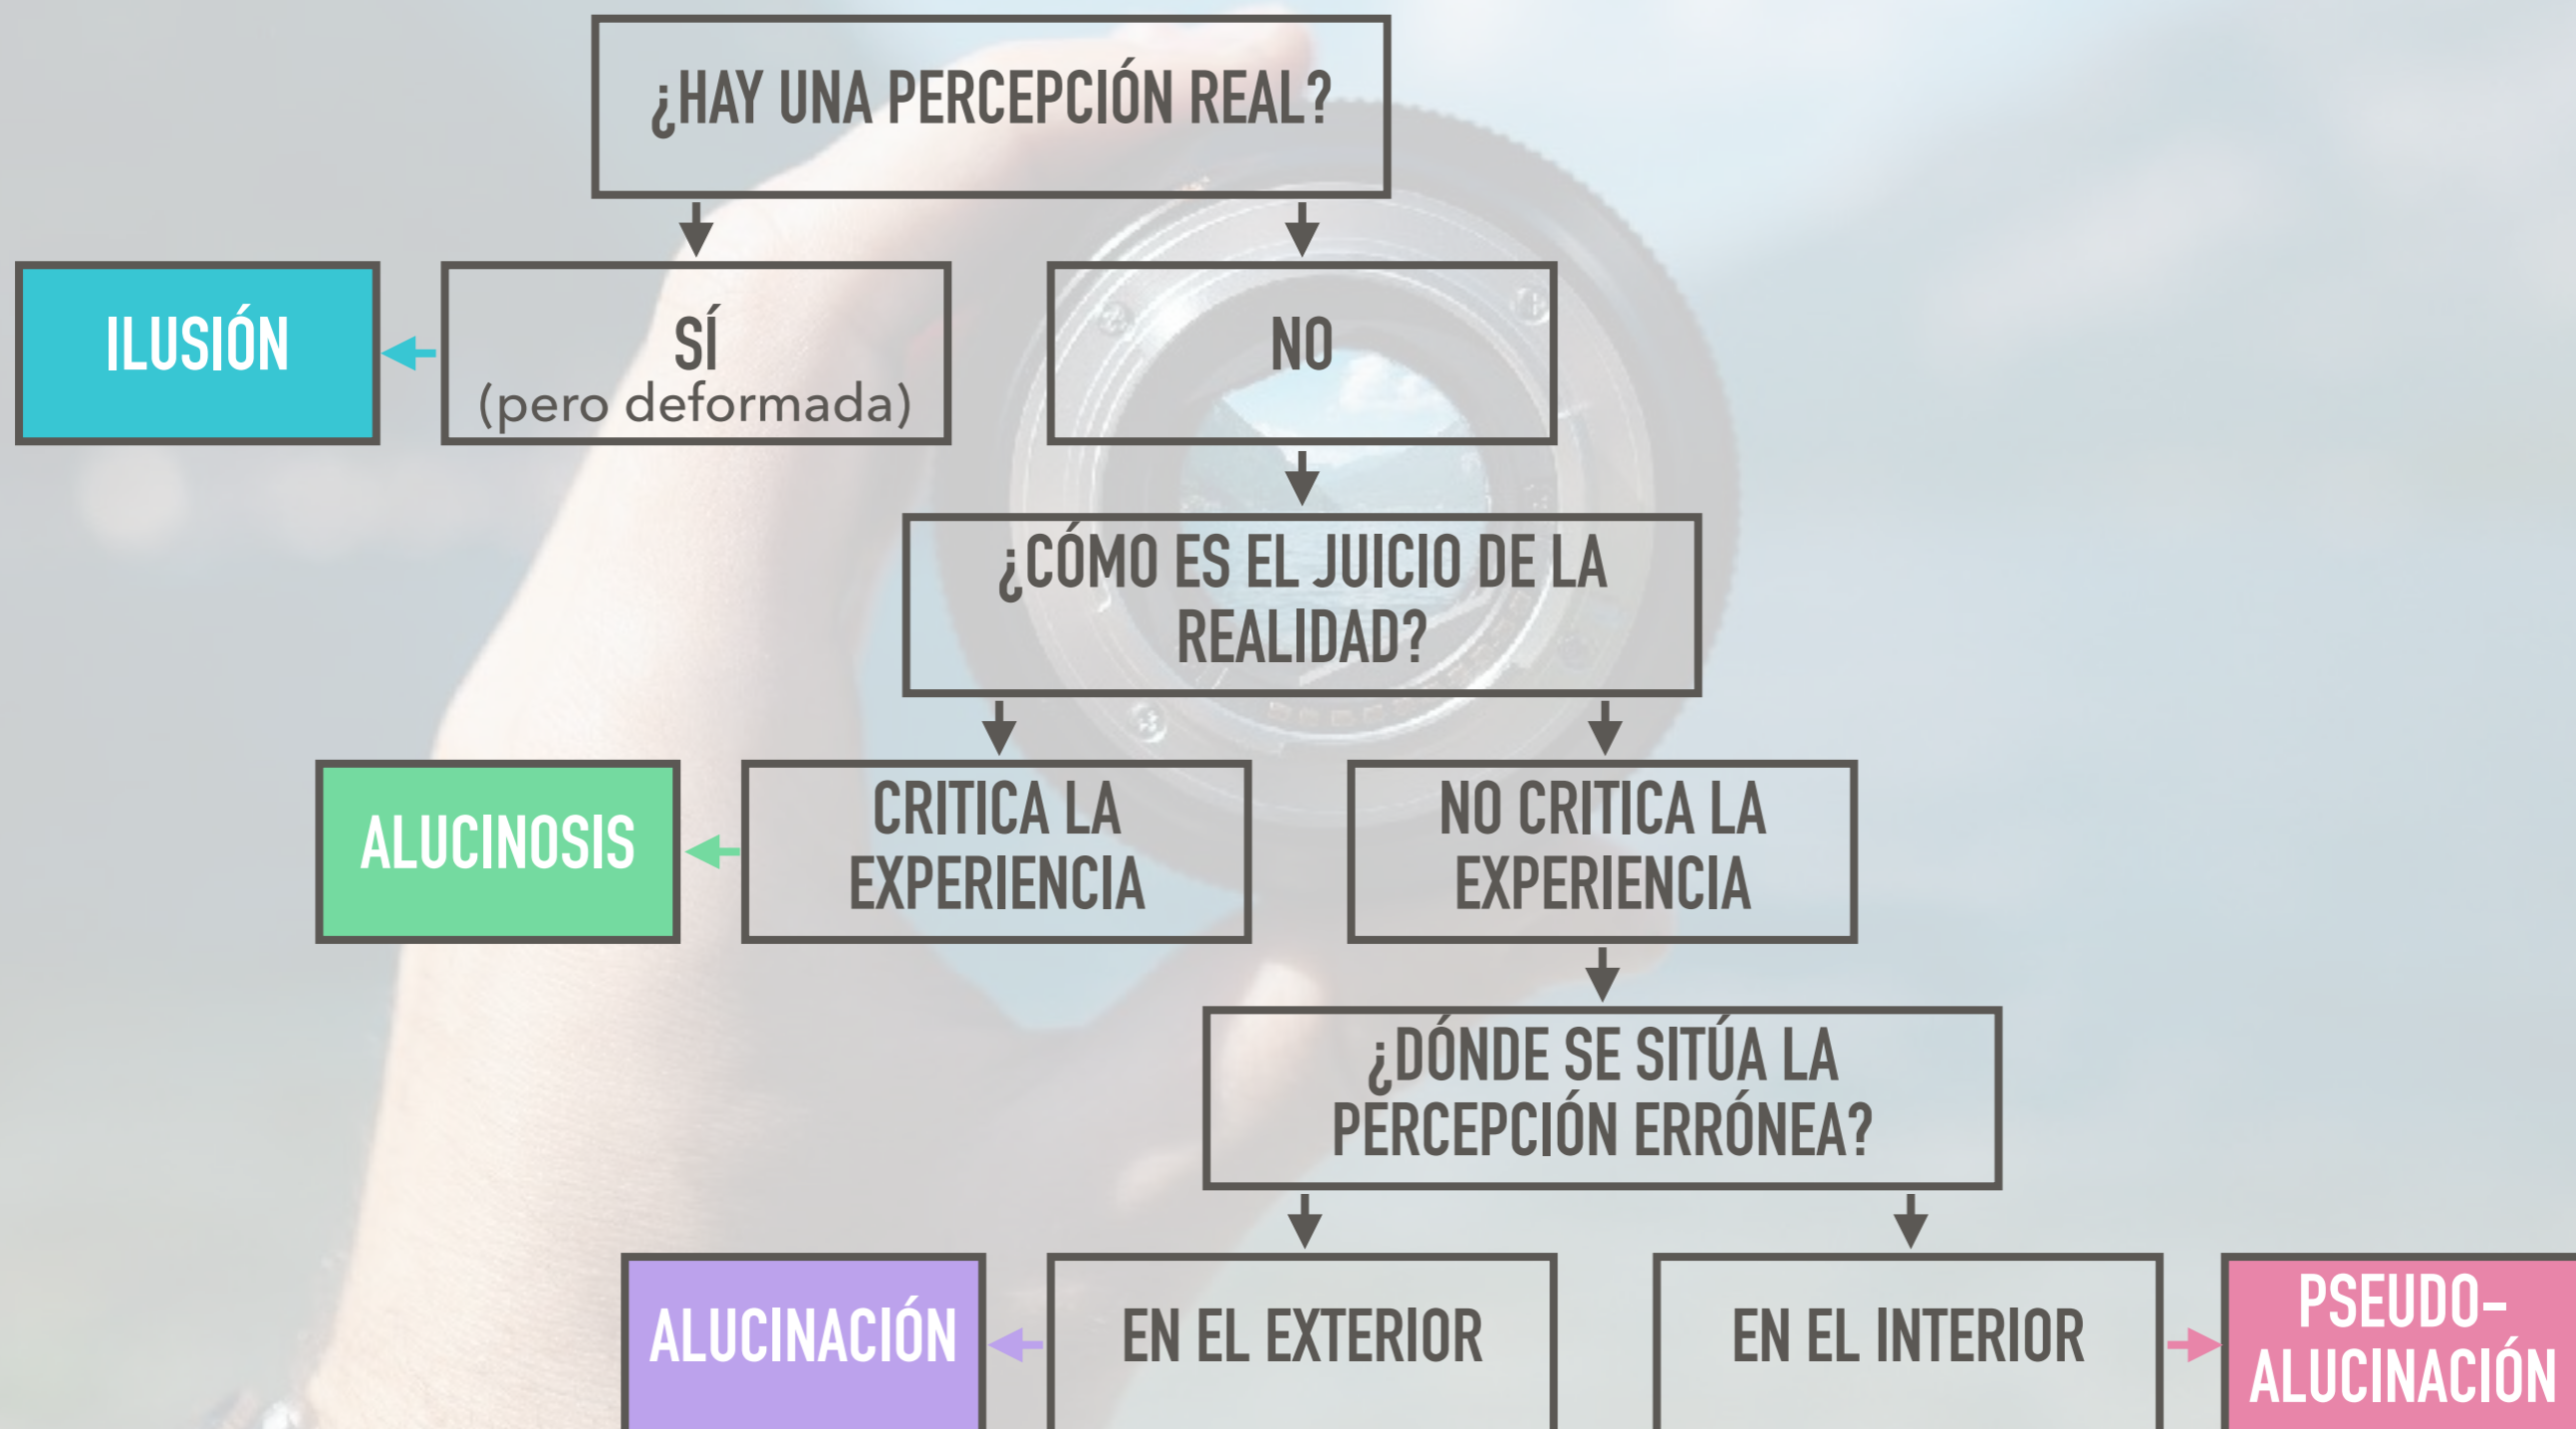 ¿HAY UNA PERCEPCIÓN REAL?
ILUSIÓN
SÍ
(pero deformada)
NO
¿CÓMO ES EL JUICIO DE LA
REALIDAD?
ALUCINOSIS
CRITICA LA
EXPERIENCIA
NO CRITICA LA
EXPERIENCIA
¿DÓNDE SE SITÚA LA
PERCEPCIÓN ERRÓNEA?
ALUCINACIÓN
EN EL EXTERIOR
EN EL INTERIOR
PSEUDO-
ALUCINACIÓN